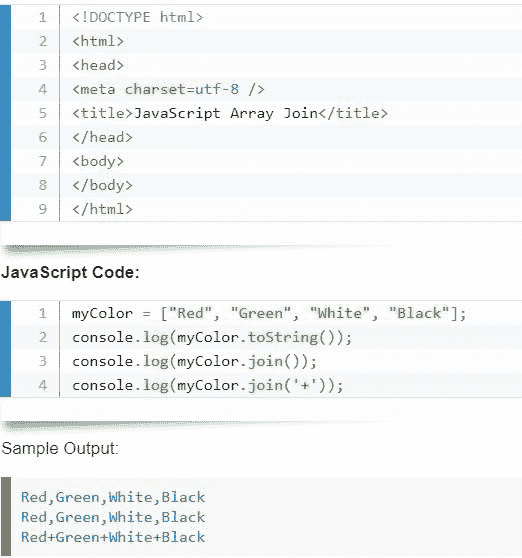 1 <!DOCTYPE html>
2 <html>
3 <head>
4 <meta charset=utf-8 />
5 <title>JavaScript Array Join</title>
6 </head>
7 <body>
8 </body>
9 </html>
JavaScript Code:
1 myColor = ["Red", "Green", "White", "Black"];
2 console.log(myColor.toString());
3 console.log(myColor.join());
4 console.log(myColor.join('+'));
Sample Output:
Red,Green,White,Black
Red,Green,White,Black
Red+Green+White+Black